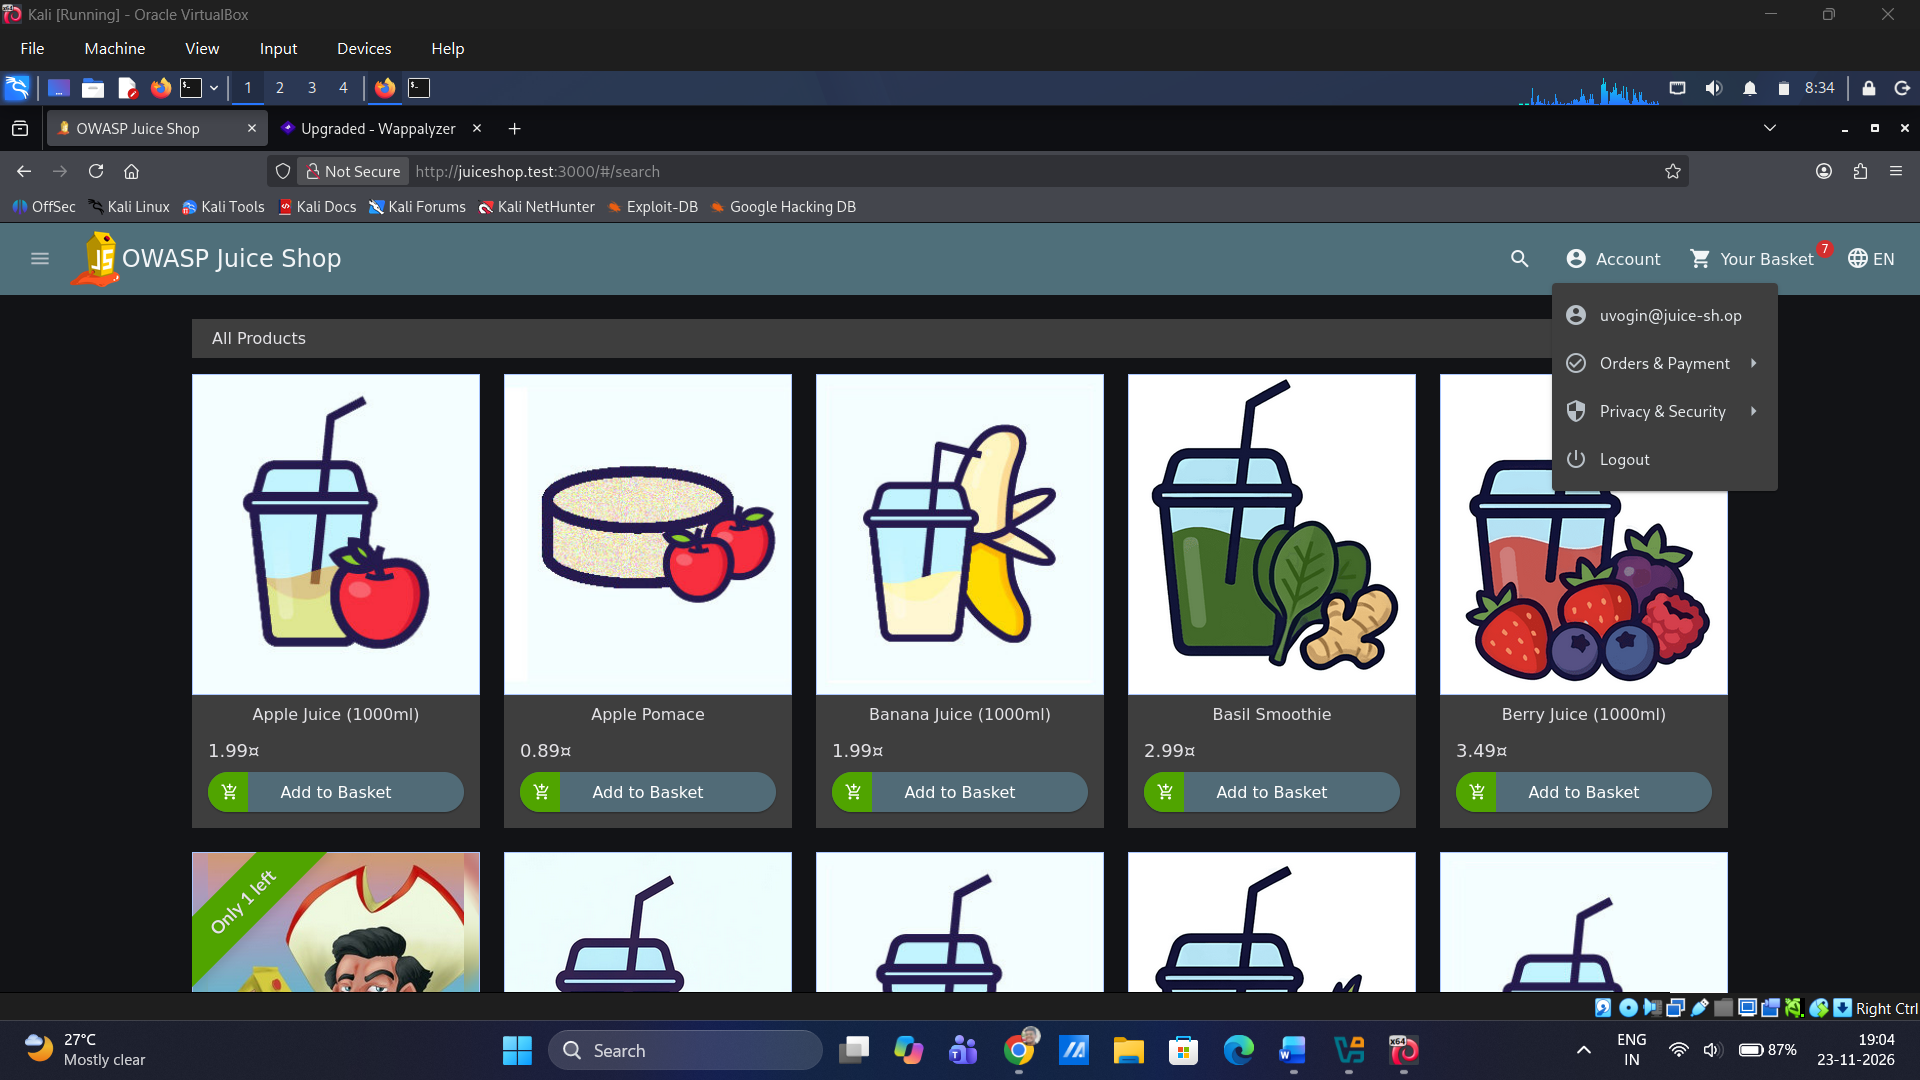 Kali [Running] - Oracle VirtualBox
File Machine View Input Devices Help
1 2 3 4 8:34
OWASP Juice Shop Upgraded - Wappalyzer
Not Secure http://juiceshop.test:3000/#/search
OffSec Kali Linux Kali Tools Kali Docs Kali Forums Kali NetHunter Exploit-DB Google Hacking DB
JS OWASP Juice Shop Account Your Basket 7 EN
uvogin@juice-sh.op
Orders & Payment
Privacy & Security
Logout
All Products
Apple Juice (1000ml)
1.99¤
Add to Basket
Apple Pomace
0.89¤
Add to Basket
Banana Juice (1000ml)
1.99¤
Add to Basket
Basil Smoothie
2.99¤
Add to Basket
Berry Juice (1000ml)
3.49¤
Add to Basket
Only 1 left
Right Ctrl
27°C
Mostly clear
Search
ENG
IN
87%
19:04
23-11-2026